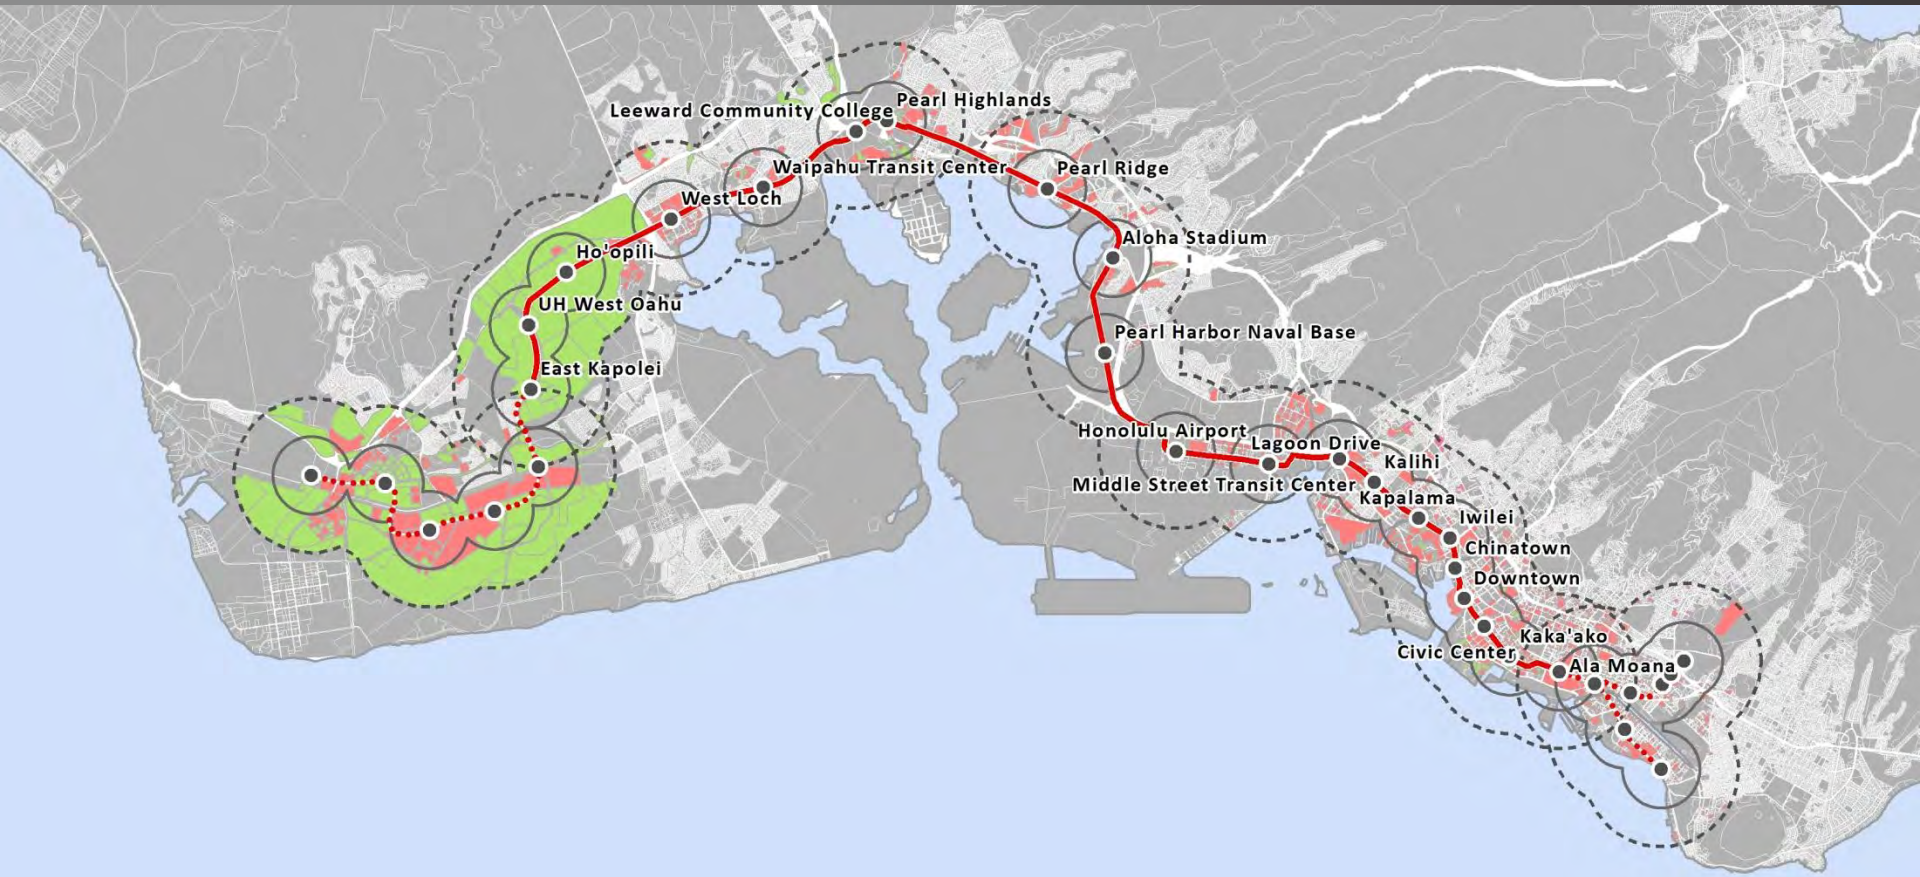 Pearl Highlands
Leeward Community College
Waipahu Transit Center
Pearl Ridge
West Loch
Aloha Stadium
Ho'opili
UH West Oahu
Pearl Harbor Naval Base
East Kapolei
Honolulu Airport
Lagoon Drive
Kalihi
Middle Street Transit Center
Kapalama
Iwilei
Chinatown
Downtown
Kaka'ako
Civic Center
Ala Moana